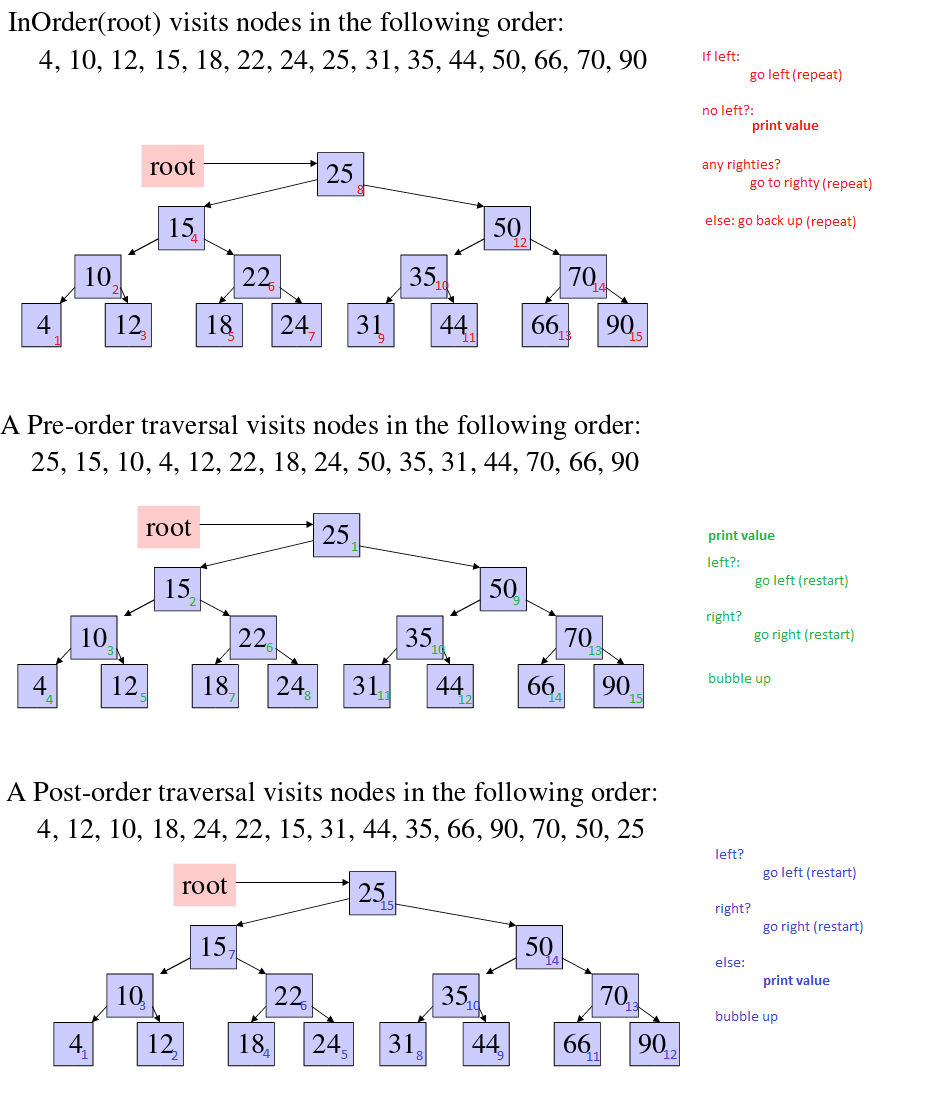 InOrder(root) visits nodes in the following order:
4, 10, 12, 15, 18, 22, 24, 25, 31, 35, 44, 50, 66, 70, 90
If left:
go left (repeat)
no left?:
print value
any righties?
go to righty (repeat)
else: go back up (repeat)
root
25 8
15 4
50 12
10 2
22 6
35 10
70 14
4 1
12 3
18 5
24 7
31 9
44 11
66 13
90 15
A Pre-order traversal visits nodes in the following order:
25, 15, 10, 4, 12, 22, 18, 24, 50, 35, 31, 44, 70, 66, 90
print value
left?:
go left (restart)
right?
go right (restart)
bubble up
root
25 1
15 2
50 9
10 3
22 6
35 10
70 13
4 4
12 5
18 7
24 8
31 11
44 12
66 14
90 15
A Post-order traversal visits nodes in the following order:
4, 12, 10, 18, 24, 22, 15, 31, 44, 35, 66, 90, 70, 50, 25
left?
go left (restart)
right?
go right (restart)
else:
print value
bubble up
root
25 15
15 7
50 14
10 3
22 6
35 10
70 13
4 1
12 2
18 4
24 5
31 8
44 9
66 11
90 12